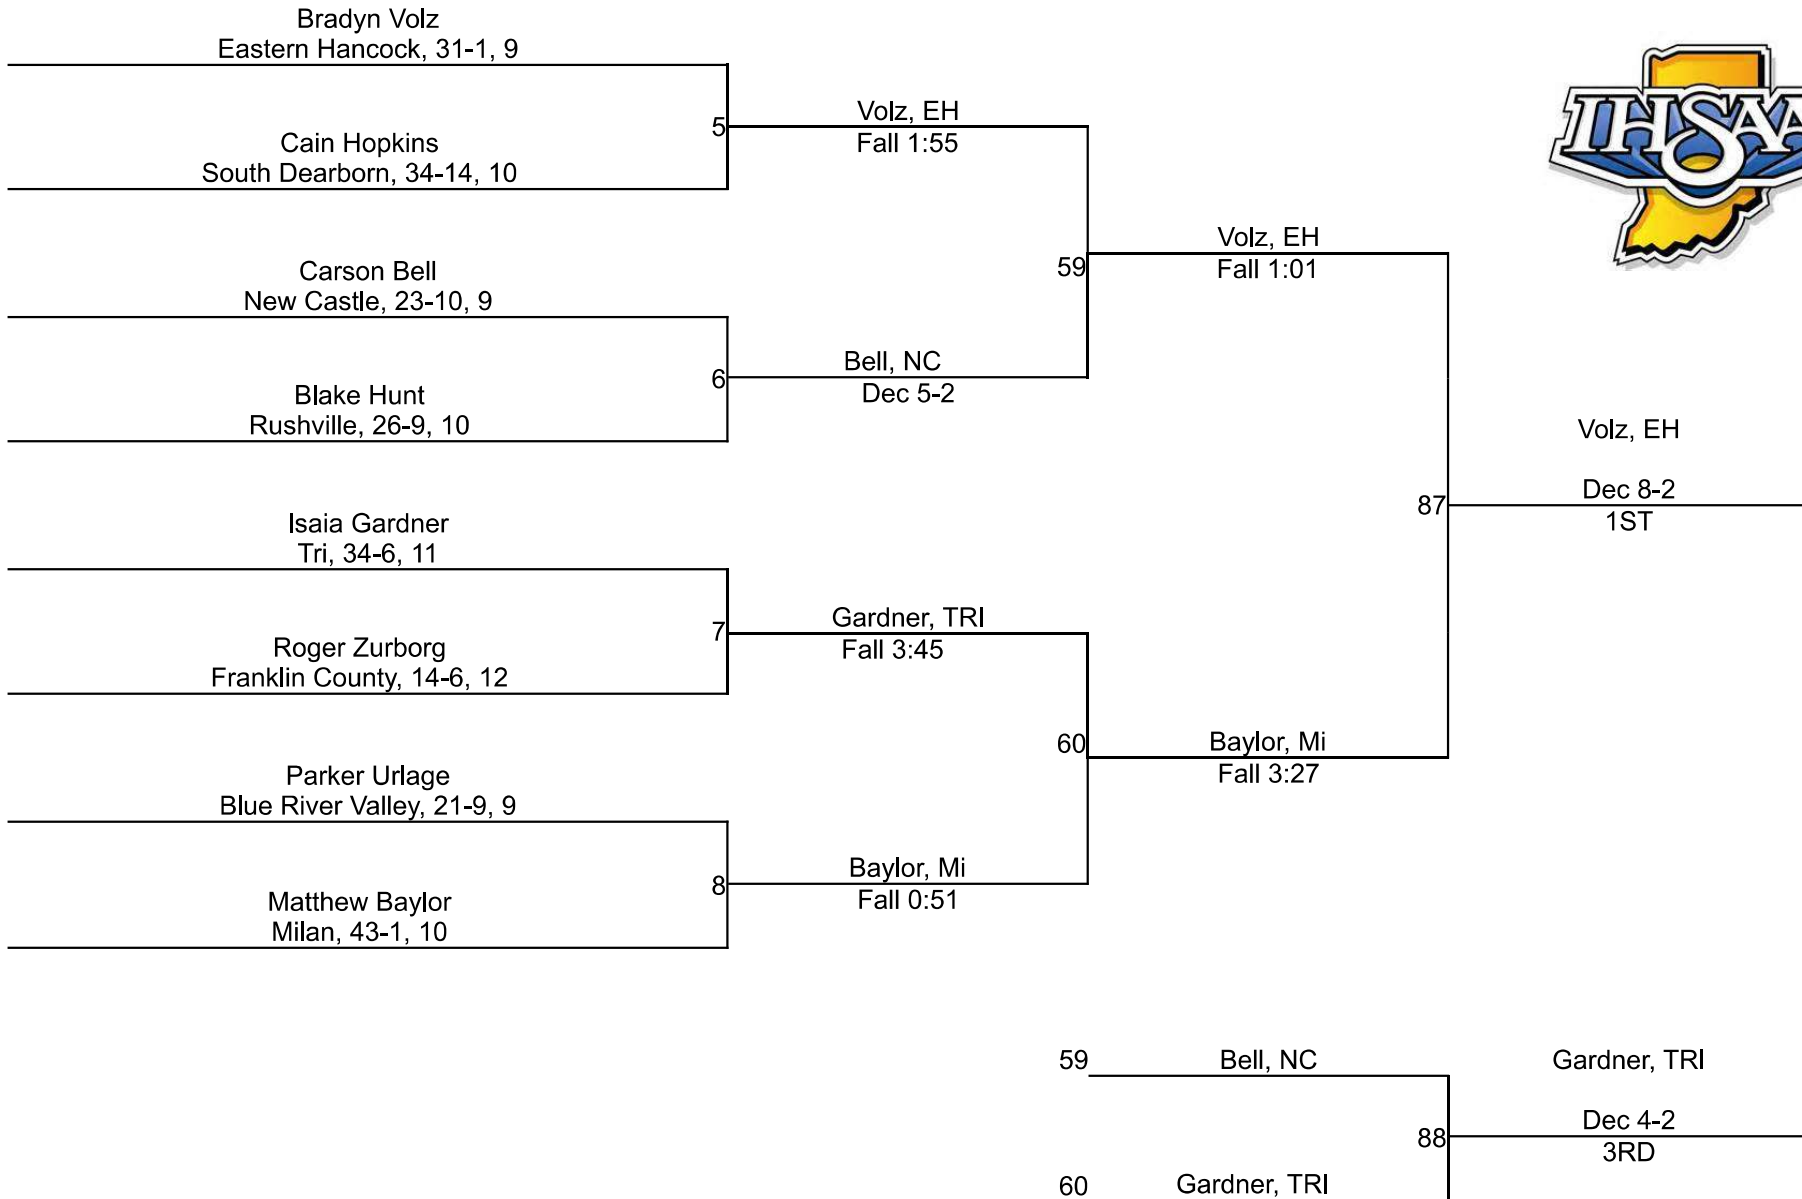 Bradyn Volz
Eastern Hancock, 31-1, 9
Cain Hopkins
South Dearborn, 34-14, 10
Carson Bell
New Castle, 23-10, 9
Blake Hunt
Rushville, 26-9, 10
Isaia Gardner
Tri, 34-6, 11
Roger Zurborg
Franklin County, 14-6, 12
Parker Urlage
Blue River Valley, 21-9, 9
Matthew Baylor
Milan, 43-1, 10
5
Volz, EH
Fall 1:55
6
Bell, NC
Dec 5-2
7
Gardner, TRI
Fall 3:45
8
Baylor, Mi
Fall 0:51
59
Volz, EH
Fall 1:01
60
Baylor, Mi
Fall 3:27
87
Volz, EH
Dec 8-2
1ST
IHSAA
59
Bell, NC
60
Gardner, TRI
88
Gardner, TRI
Dec 4-2
3RD